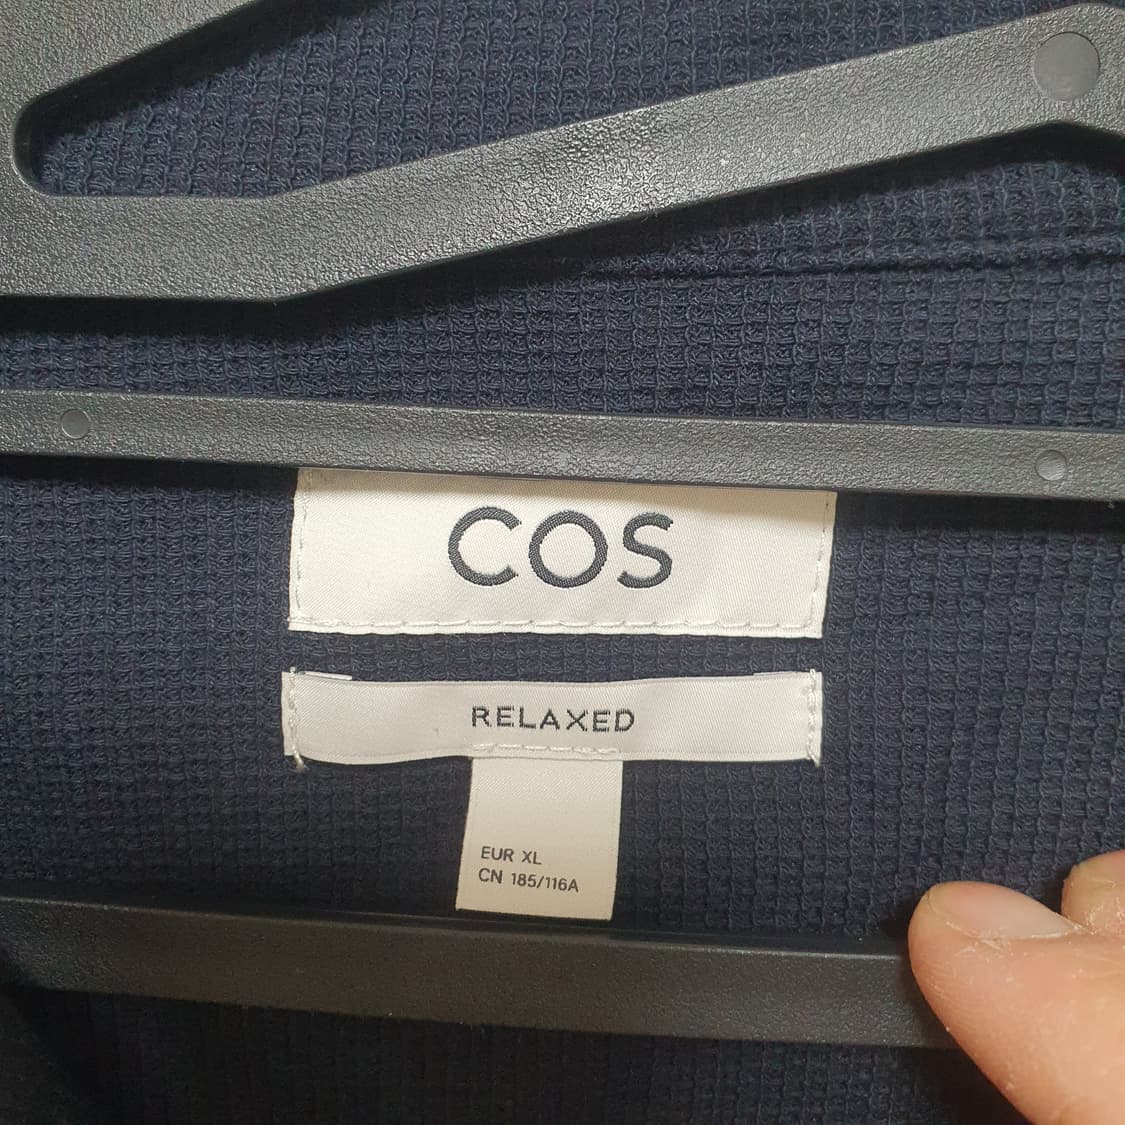 COS
RELAXED
EUR XL
CN 185/116A